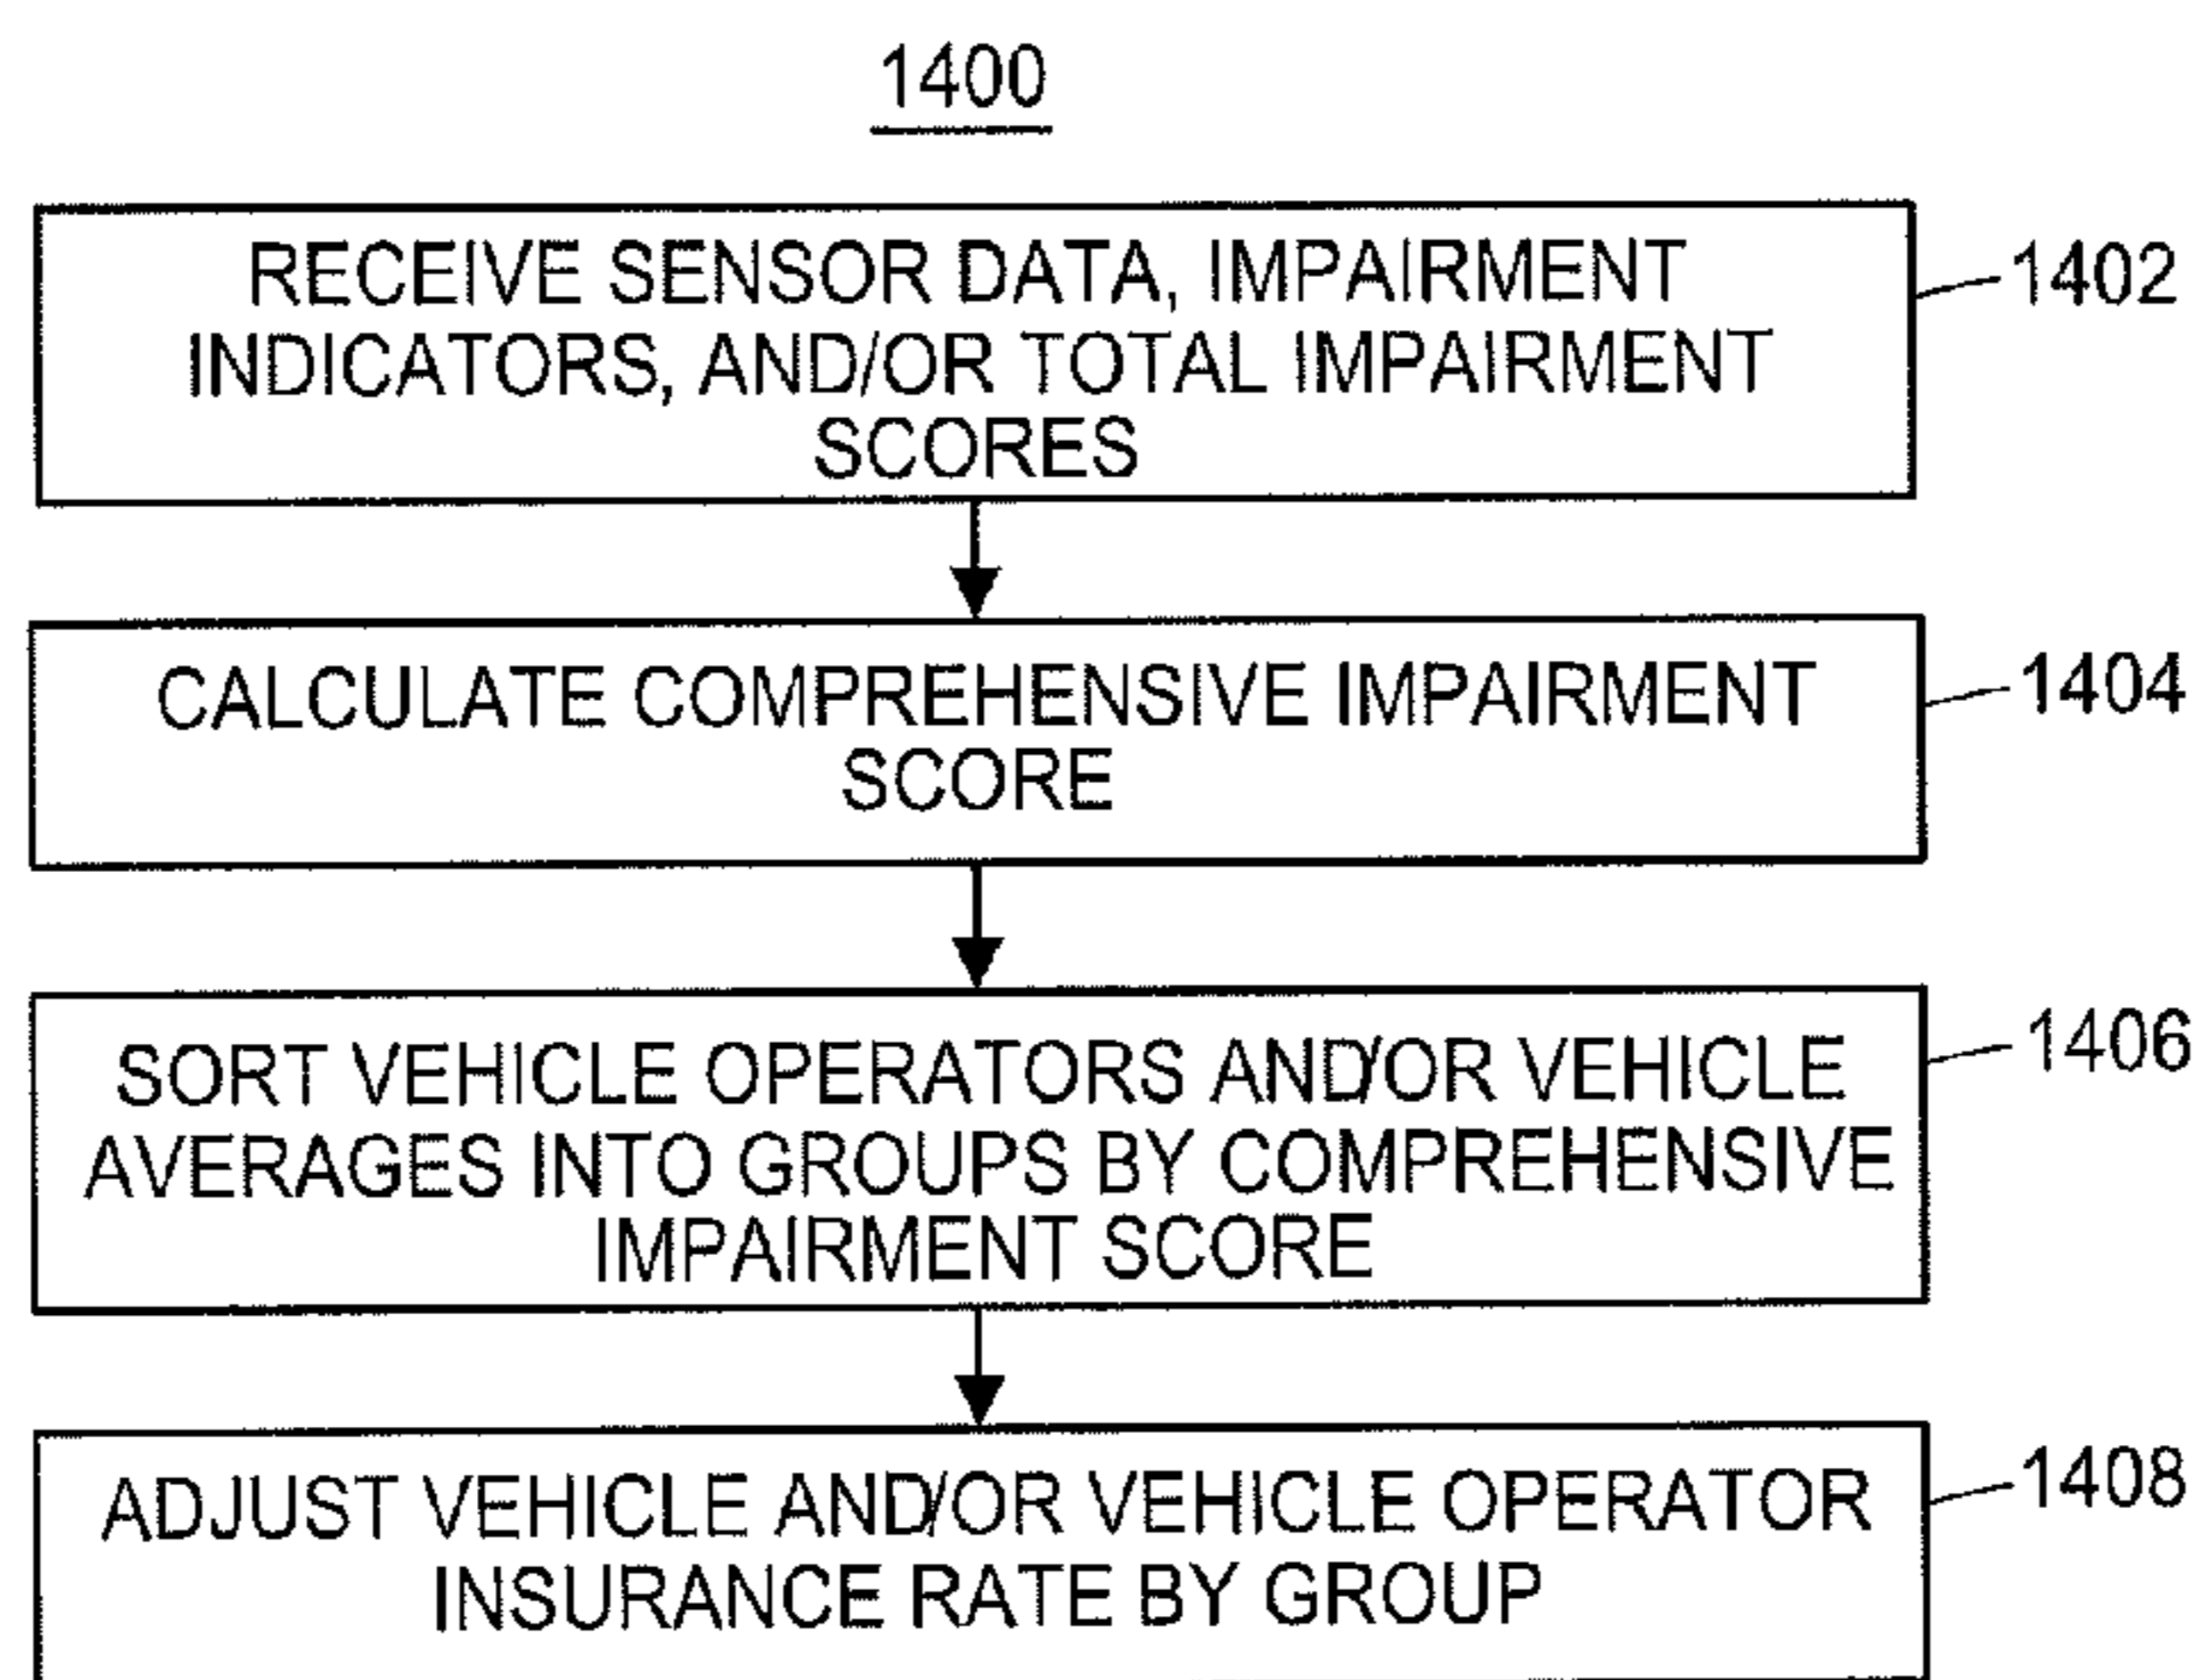 1400
RECEIVE SENSOR DATA, IMPAIRMENT
INDICATORS, AND/OR TOTAL IMPAIRMENT
SCORES
1402
CALCULATE COMPREHENSIVE IMPAIRMENT
SCORE
1404
SORT VEHICLE OPERATORS AND/OR VEHICLE
AVERAGES INTO GROUPS BY COMPREHENSIVE
IMPAIRMENT SCORE
1406
ADJUST VEHICLE AND/OR VEHICLE OPERATOR
INSURANCE RATE BY GROUP
1408